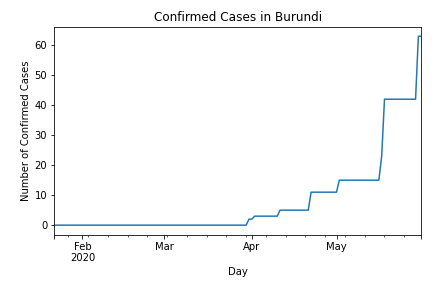 Confirmed Cases in Burundi
Number of Confirmed Cases
60
50
40
30
20
10
0
Feb
2020
Mar
Apr
May
Day